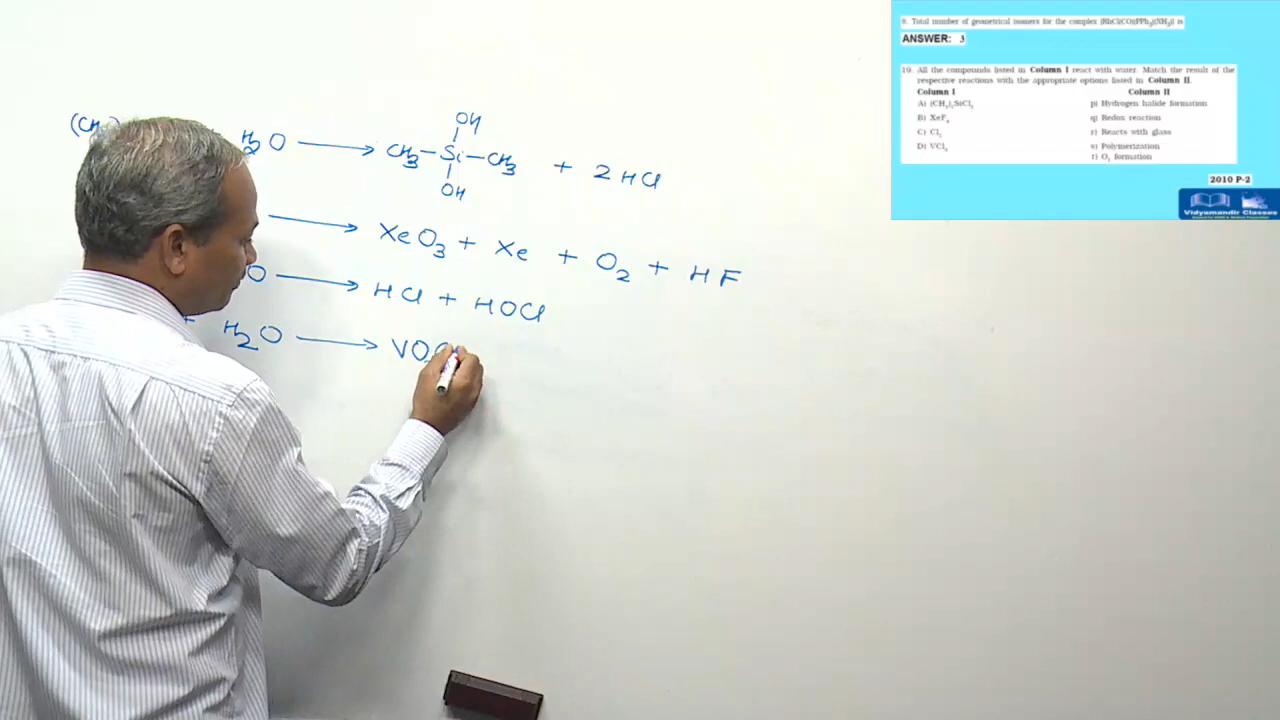 9. Total number of geometrical isomers for the complex [RhCl(CO)(PPh₃)(NH₃)] is
ANSWER: 3
10. All the compounds listed in Column I react with water. Match the result of the
respective reactions with the appropriate options listed in Column II.
Column I Column II
A) (CH₃)₂SiCl₂ p) Hydrogen halide formation
B) XeF₄ q) Redox reaction
C) Cl₂ r) Reacts with glass
D) VCl₅ s) Polymerization
t) O₂ formation
2010 P-2
Vidyamandir Classes
(CH
H₂O → CH₃-Si-CH₃ + 2HCl
OH
OH
→ XeO₃ + Xe + O₂ + HF
O → HCl + HOCl
+ H₂O → VO₂